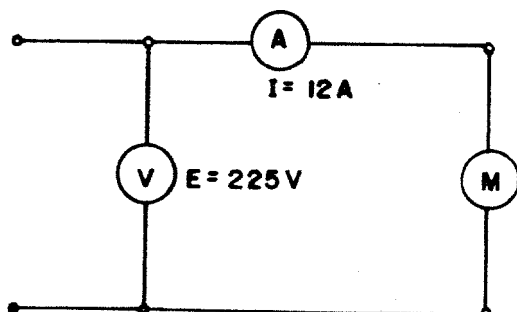 A
I = 12A
V E = 225V
M